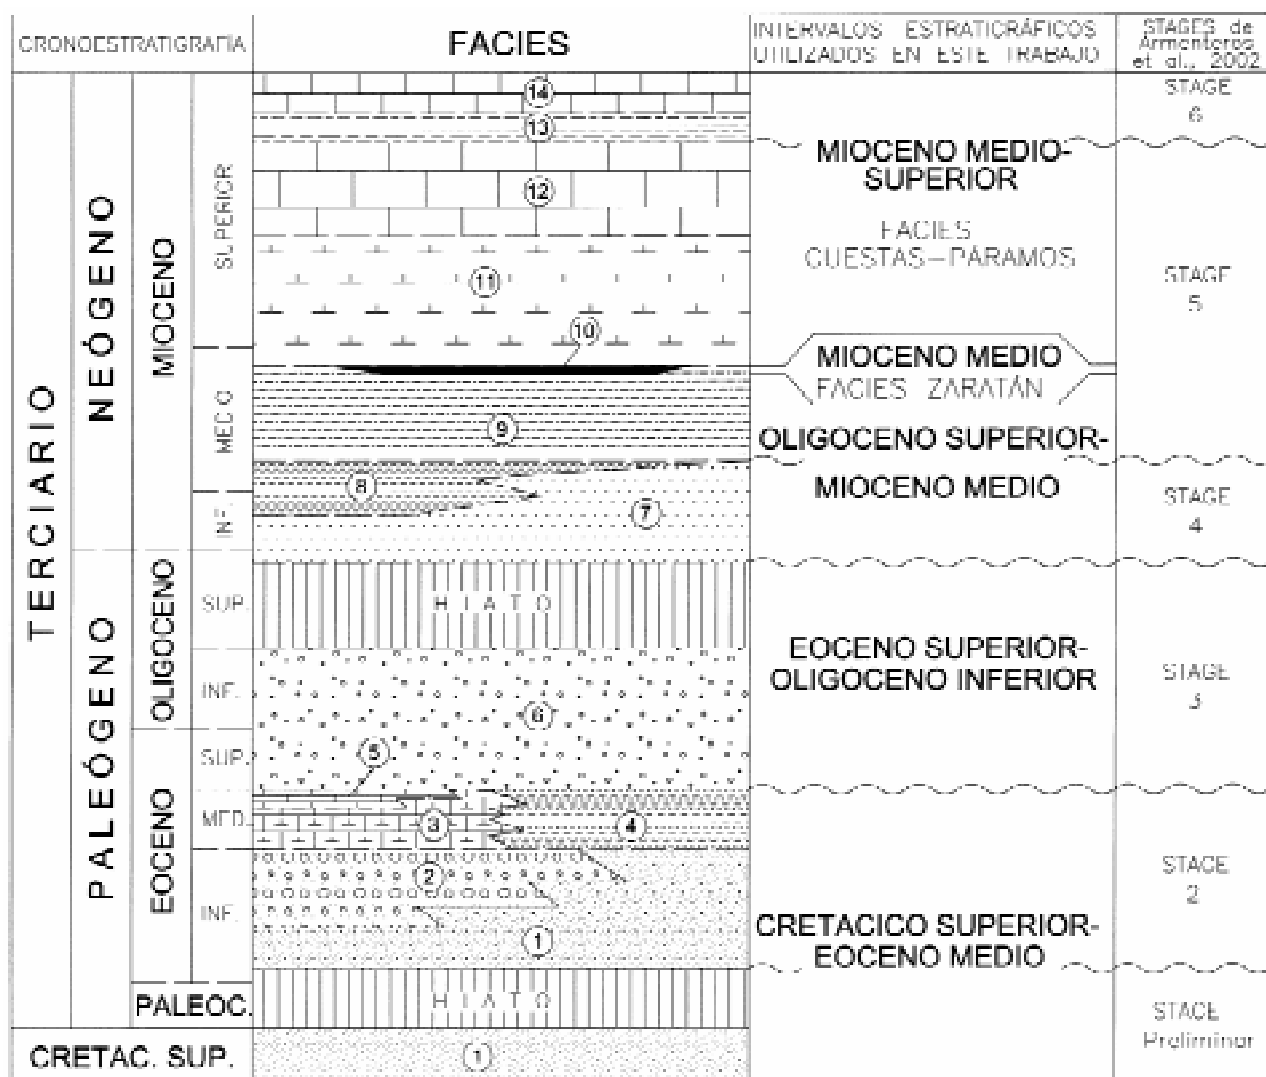 CRONOESTRATIGRAFÍA
FACIES
INTERVALOS ESTRATIGRÁFICOS
UTILIZADOS EN ESTE TRABAJO
STAGES de
Armenteros
et al., 2002
TERCIARIO
NEÓGENO
MIOCENO
SUPERIOR
MEDIO
INF.
PALEÓGENO
OLIGOCENO
SUP.
INF.
EOCENO
SUP.
MED.
INF.
PALEOC.
CRETAC. SUP.
14
13
12
11
10
9
8
7
HIATO
6
5
3
4
2
1
HIATO
1
MIOCENO MEDIO-
SUPERIOR
FACIES
CUESTAS-PÁRAMOS
MIOCENO MEDIO
FACIES ZARATÁN
OLIGOCENO SUPERIOR-
MIOCENO MEDIO
EOCENO SUPERIOR-
OLIGOCENO INFERIOR
CRETACICO SUPERIOR-
EOCENO MEDIO
STAGE
6
STAGE
5
STAGE
4
STAGE
3
STAGE
2
STAGE
Preliminar